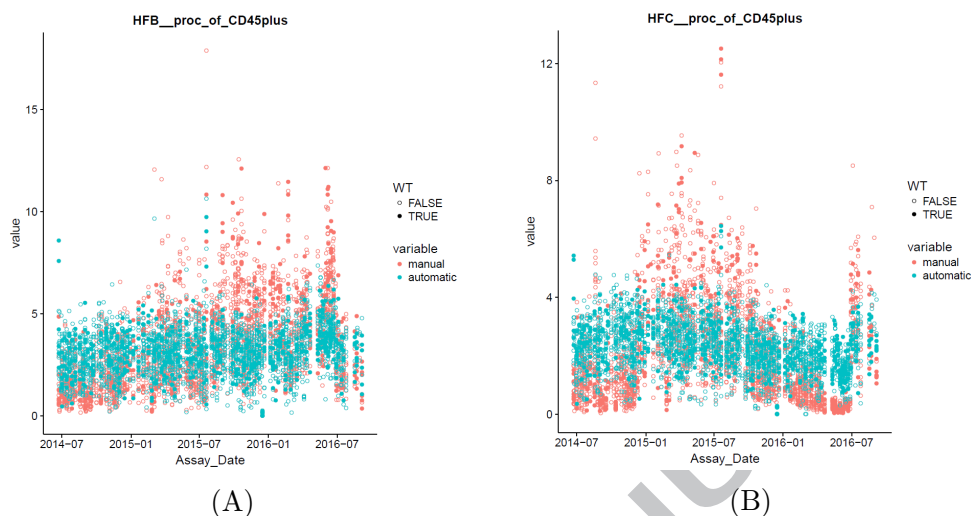 HFB__proc_of_CD45plus
15
10
5
0
value
2014−07
2015−01
2015−07
2016−01
2016−07
Assay_Date
WT
FALSE
TRUE
variable
manual
automatic
(A)
HFC__proc_of_CD45plus
12
8
4
0
value
2014−07
2015−01
2015−07
2016−01
2016−07
Assay_Date
WT
FALSE
TRUE
variable
manual
automatic
(B)